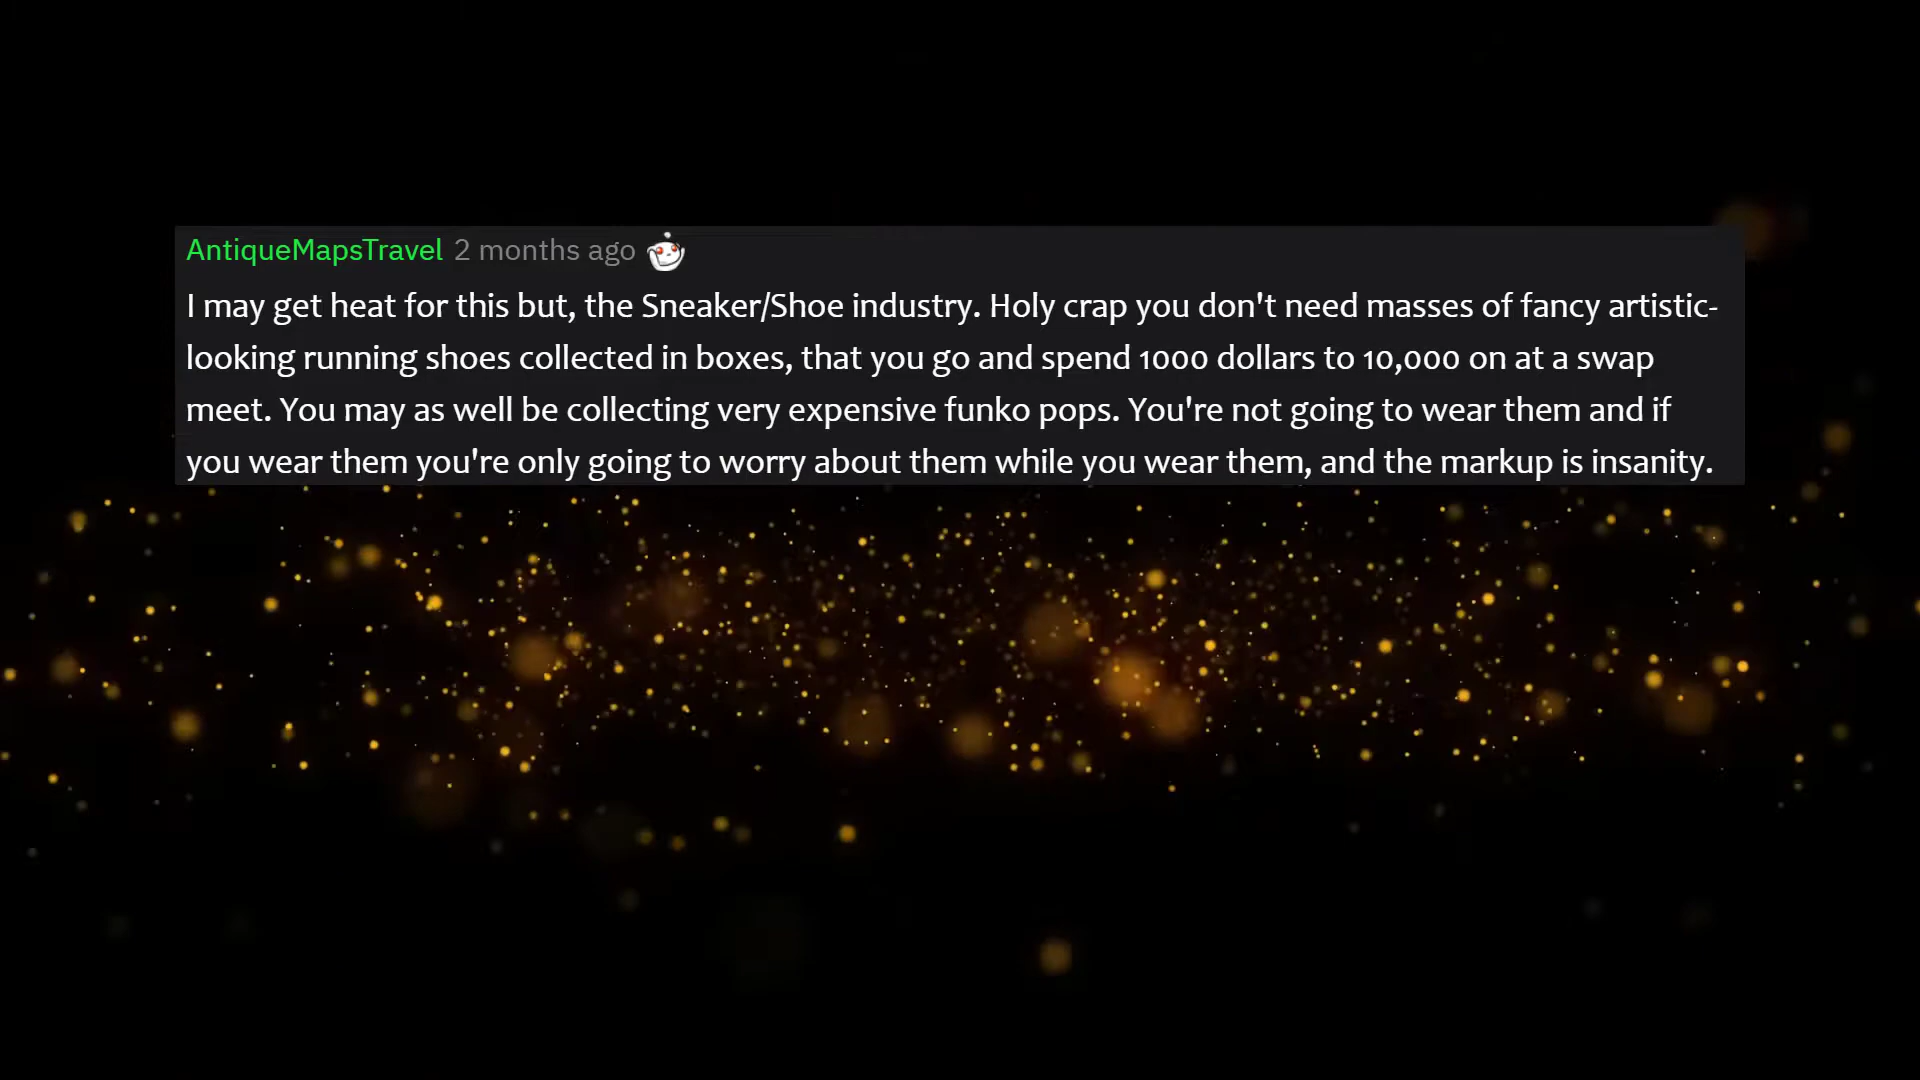 AntiqueMapsTravel 2 months ago
I may get heat for this but, the Sneaker/Shoe industry. Holy crap you don't need masses of fancy artistic-
looking running shoes collected in boxes, that you go and spend 1000 dollars to 10,000 on at a swap
meet. You may as well be collecting very expensive funko pops. You're not going to wear them and if
you wear them you're only going to worry about them while you wear them, and the markup is insanity.